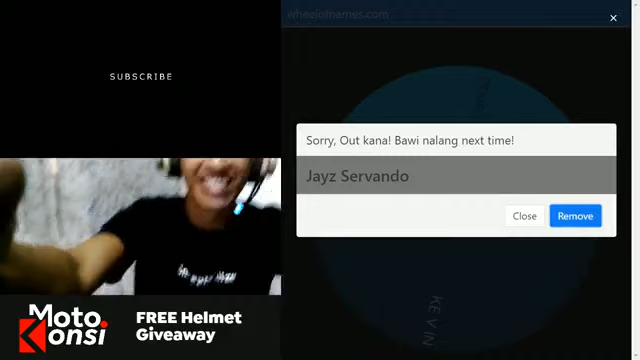 wheelofnames.com
×
SUBSCRIBE
Sorry, Out kana! Bawi nalang next time!
Jayz Servando
Close
Remove
KEVIN
Moto
Konsi
FREE Helmet
Giveaway